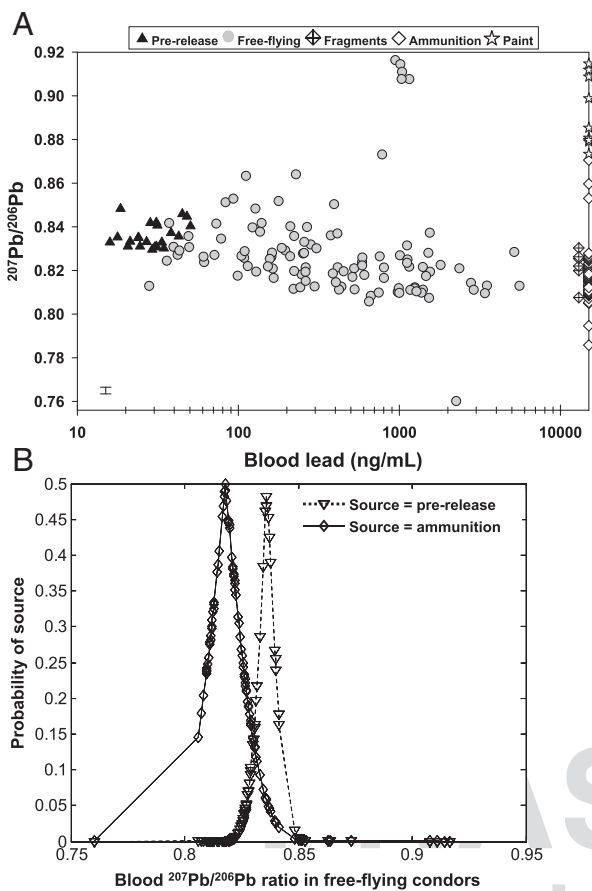 A
Pre-release Free-flying Fragments Ammunition Paint
0.92
0.90
0.88
0.86
0.84
0.82
0.80
0.78
0.76
²⁰⁷Pb/²⁰⁶Pb
10 100 1000 10000
Blood lead (ng/mL)
B
0.5
0.45
0.4
0.35
0.3
0.25
0.2
0.15
0.1
0.05
0
Probability of source
Source = pre-release
Source = ammunition
0.75 0.8 0.85 0.9 0.95
Blood ²⁰⁷Pb/²⁰⁶Pb ratio in free-flying condors